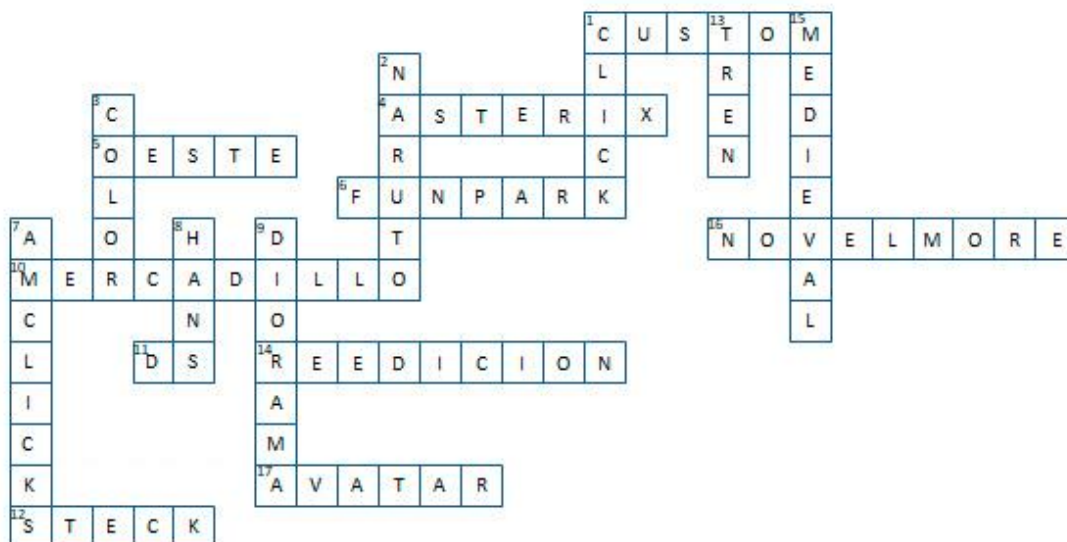 1 C U S 13 T O 15 M
2 N L R E
3 C 4 A S T E R I X E D
5 O E S T E R C N I
L 6 F U N P A R K E
7 A O 8 H 9 D T 16 N O V E L M O R E
10 M E R C A D I L L O A
C N O L
L 11 D S 14 R E E D I C I O N
I A
C M
K 17 A V A T A R
12 S T E C K